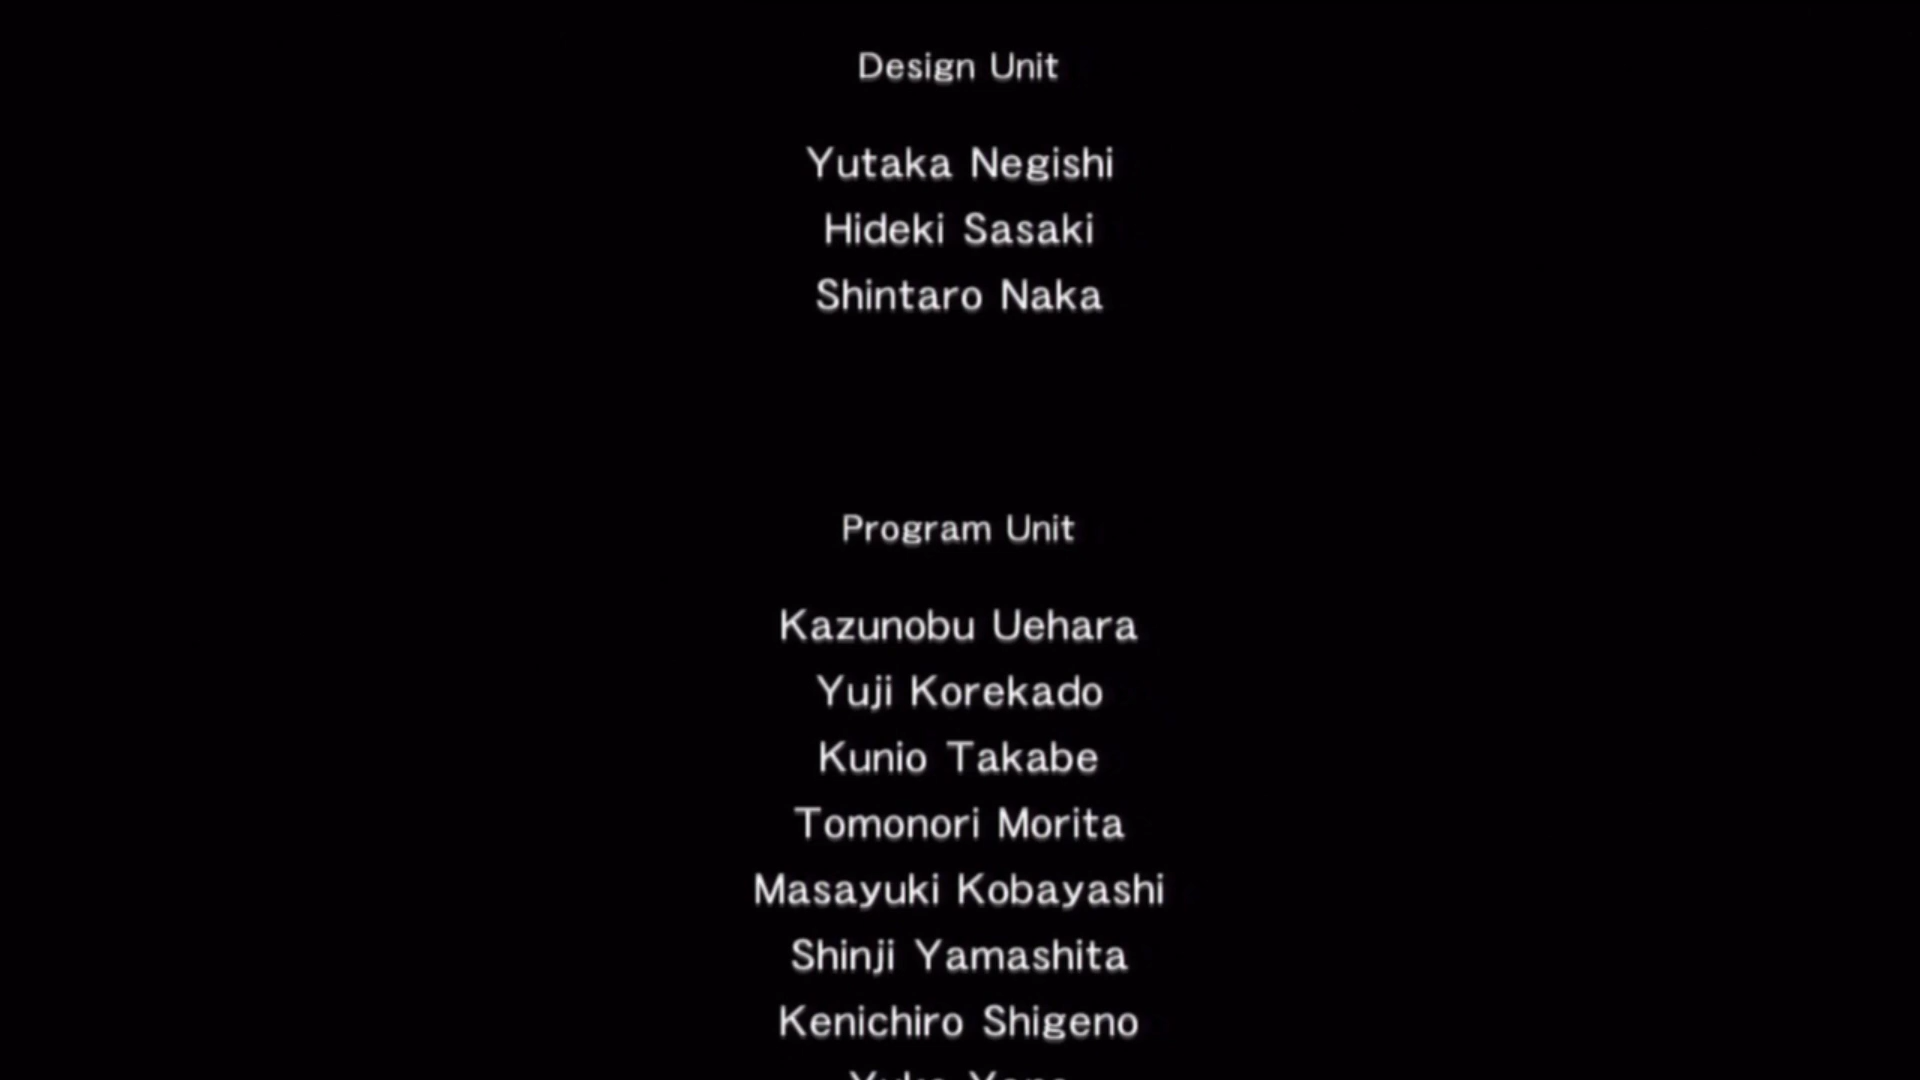 Design Unit
Yutaka Negishi
Hideki Sasaki
Shintaro Naka
Program Unit
Kazunobu Uehara
Yuji Korekado
Kunio Takabe
Tomonori Morita
Masayuki Kobayashi
Shinji Yamashita
Kenichiro Shigeno